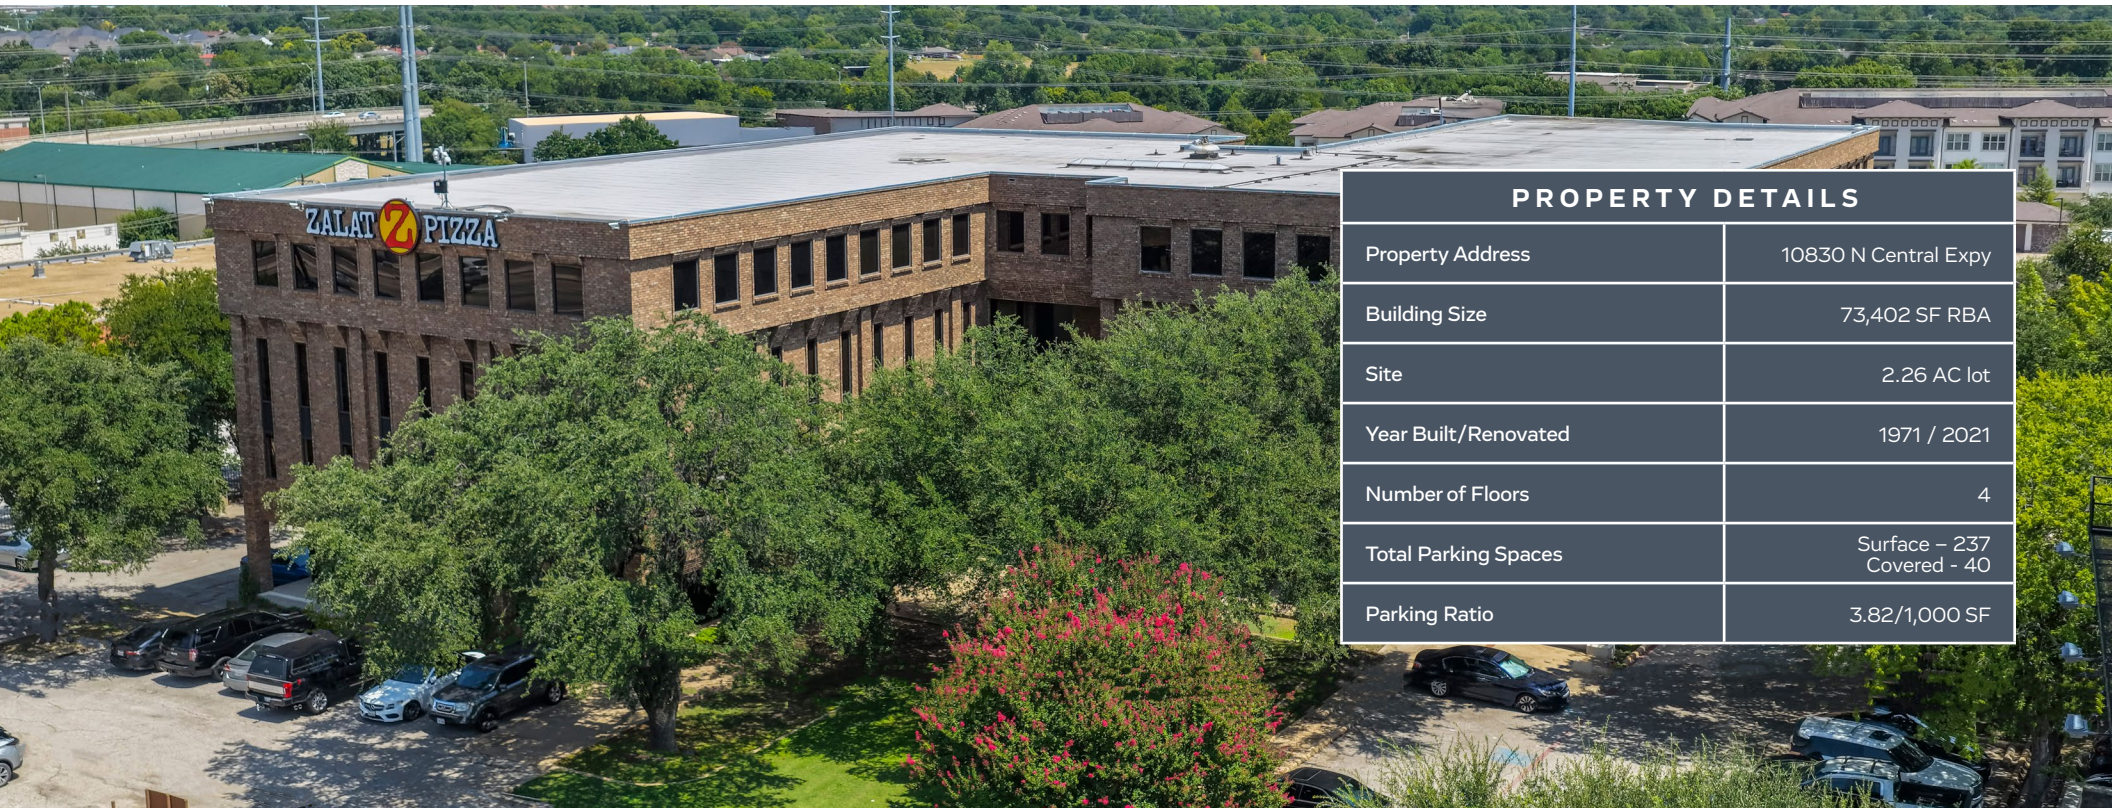 ZALAT Z PIZZA
PROPERTY DETAILS
Property Address 10830 N Central Expy
Building Size 73,402 SF RBA
Site 2.26 AC lot
Year Built/Renovated 1971 / 2021
Number of Floors 4
Total Parking Spaces Surface – 237
Covered - 40
Parking Ratio 3.82/1,000 SF